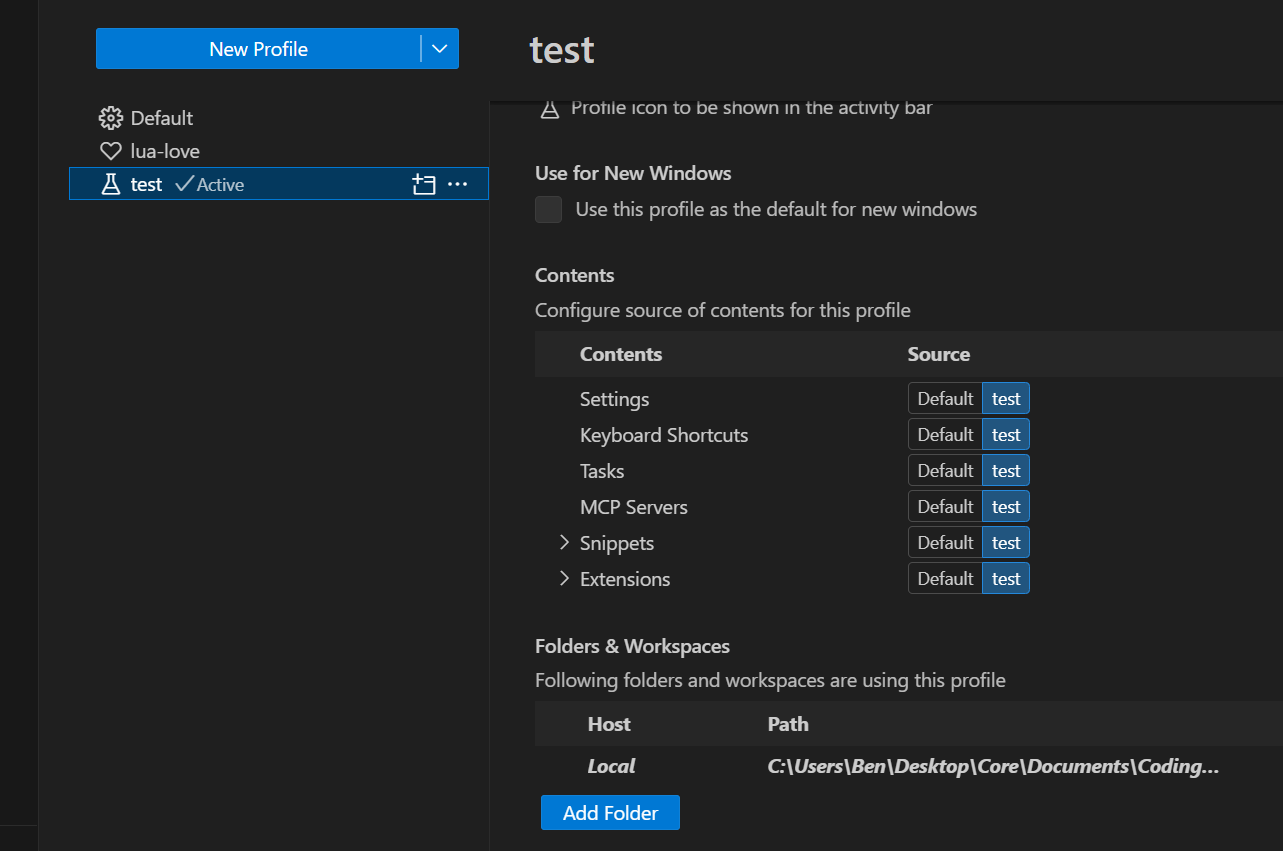 New Profile
test
Default
lua-love
test Active
Profile icon to be shown in the activity bar
Use for New Windows
Use this profile as the default for new windows
Contents
Configure source of contents for this profile
Contents Source
Settings Default test
Keyboard Shortcuts Default test
Tasks Default test
MCP Servers Default test
Snippets Default test
Extensions Default test
Folders & Workspaces
Following folders and workspaces are using this profile
Host Path
Local C:\Users\Ben\Desktop\Core\Documents\Coding...
Add Folder